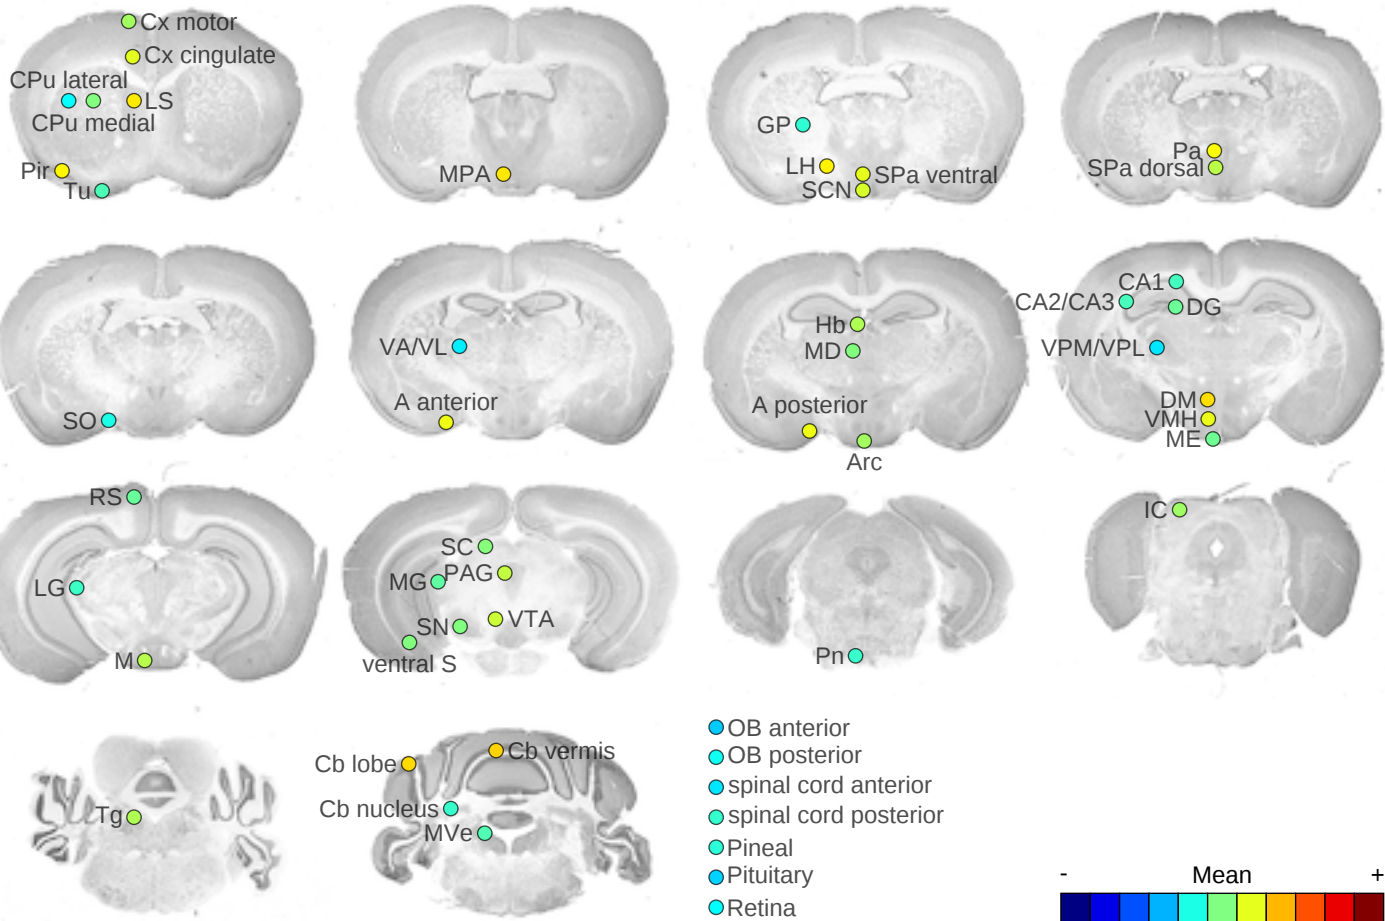 Cx motor
Cx cingulate
CPu lateral
LS
CPu medial
Pir
Tu
MPA
GP
LH
SPa ventral
SCN
Pa
SPa dorsal
SO
VA/VL
A anterior
Hb
MD
A posterior
Arc
CA1
CA2/CA3
DG
VPM/VPL
DM
VMH
ME
RS
LG
M
SC
MG
PAG
SN
VTA
ventral S
Pn
IC
Tg
Cb lobe
Cb vermis
Cb nucleus
MVe
OB anterior
OB posterior
spinal cord anterior
spinal cord posterior
Pineal
Pituitary
Retina
- Mean +